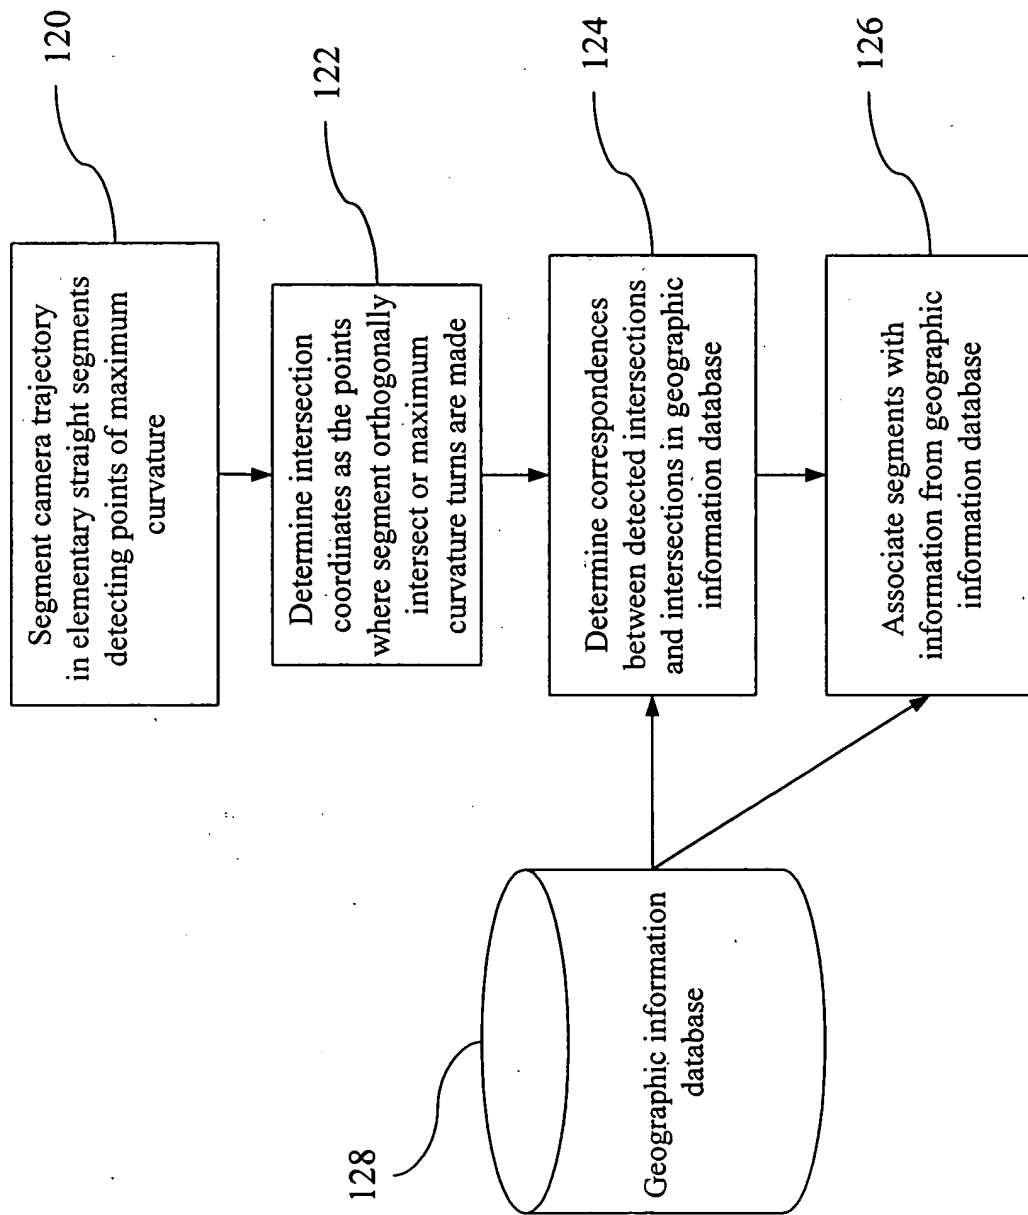 120
Segment camera trajectory
in elementary straight segments
detecting points of maximum
curvature
122
Determine intersection
coordinates as the points
where segment orthogonally
intersect or maximum
curvature turns are made
124
Determine correspondences
between detected intersections
and intersections in geographic
information database
126
Associate segments with
information from geographic
information database
128
Geographic information
database